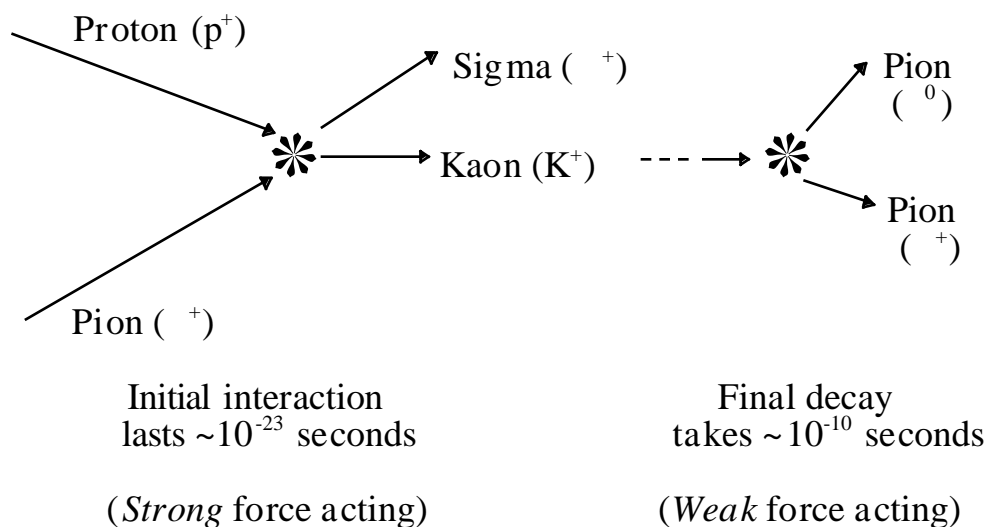 Proton (p⁺)
Sigma ( ⁺)
Kaon (K⁺)
Pion
( ⁰)
Pion
( ⁺)
Pion ( ⁺)
Initial interaction
lasts ~10⁻²³ seconds
(Strong force acting)
Final decay
takes ~10⁻¹⁰ seconds
(Weak force acting)